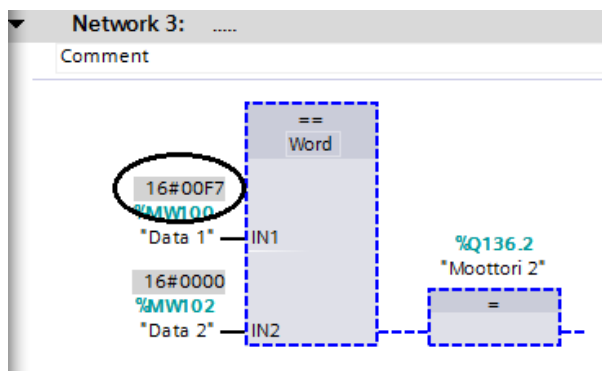 Network 3: .....
Comment
==
Word
16#00F7
%MW100
"Data 1"
IN1
16#0000
%MW102
"Data 2"
IN2
%Q136.2
"Moottori 2"
=